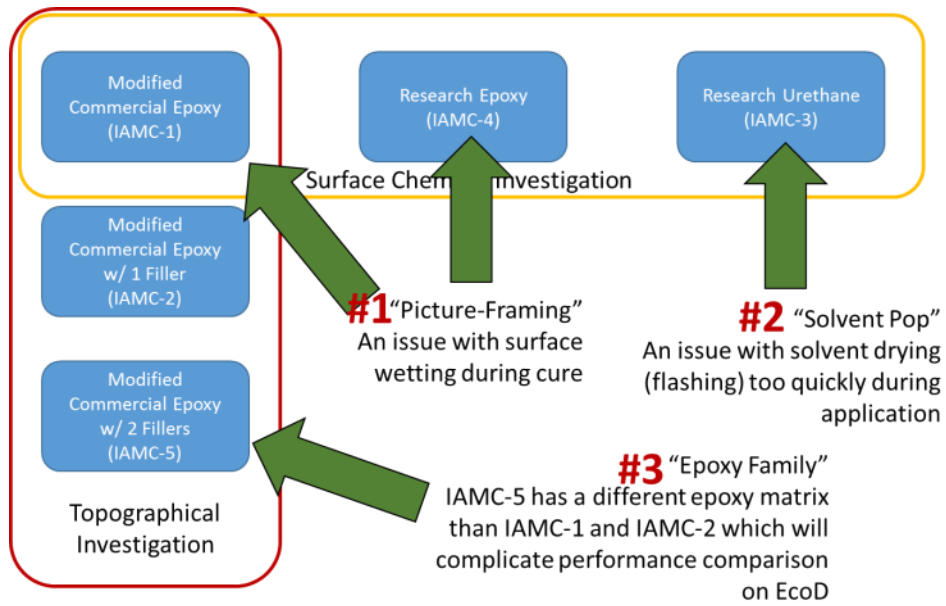 Modified
Commercial Epoxy
(IAMC-1)
Research Epoxy
(IAMC-4)
Research Urethane
(IAMC-3)
Surface Chem Investigation
Modified
Commercial Epoxy
w/ 1 Filler
(IAMC-2)
Modified
Commercial Epoxy
w/ 2 Fillers
(IAMC-5)
Topographical
Investigation
#1 “Picture-Framing”
An issue with surface
wetting during cure
#2 “Solvent Pop”
An issue with solvent drying
(flashing) too quickly during
application
#3 “Epoxy Family”
IAMC-5 has a different epoxy matrix
than IAMC-1 and IAMC-2 which will
complicate performance comparison
on EcoD